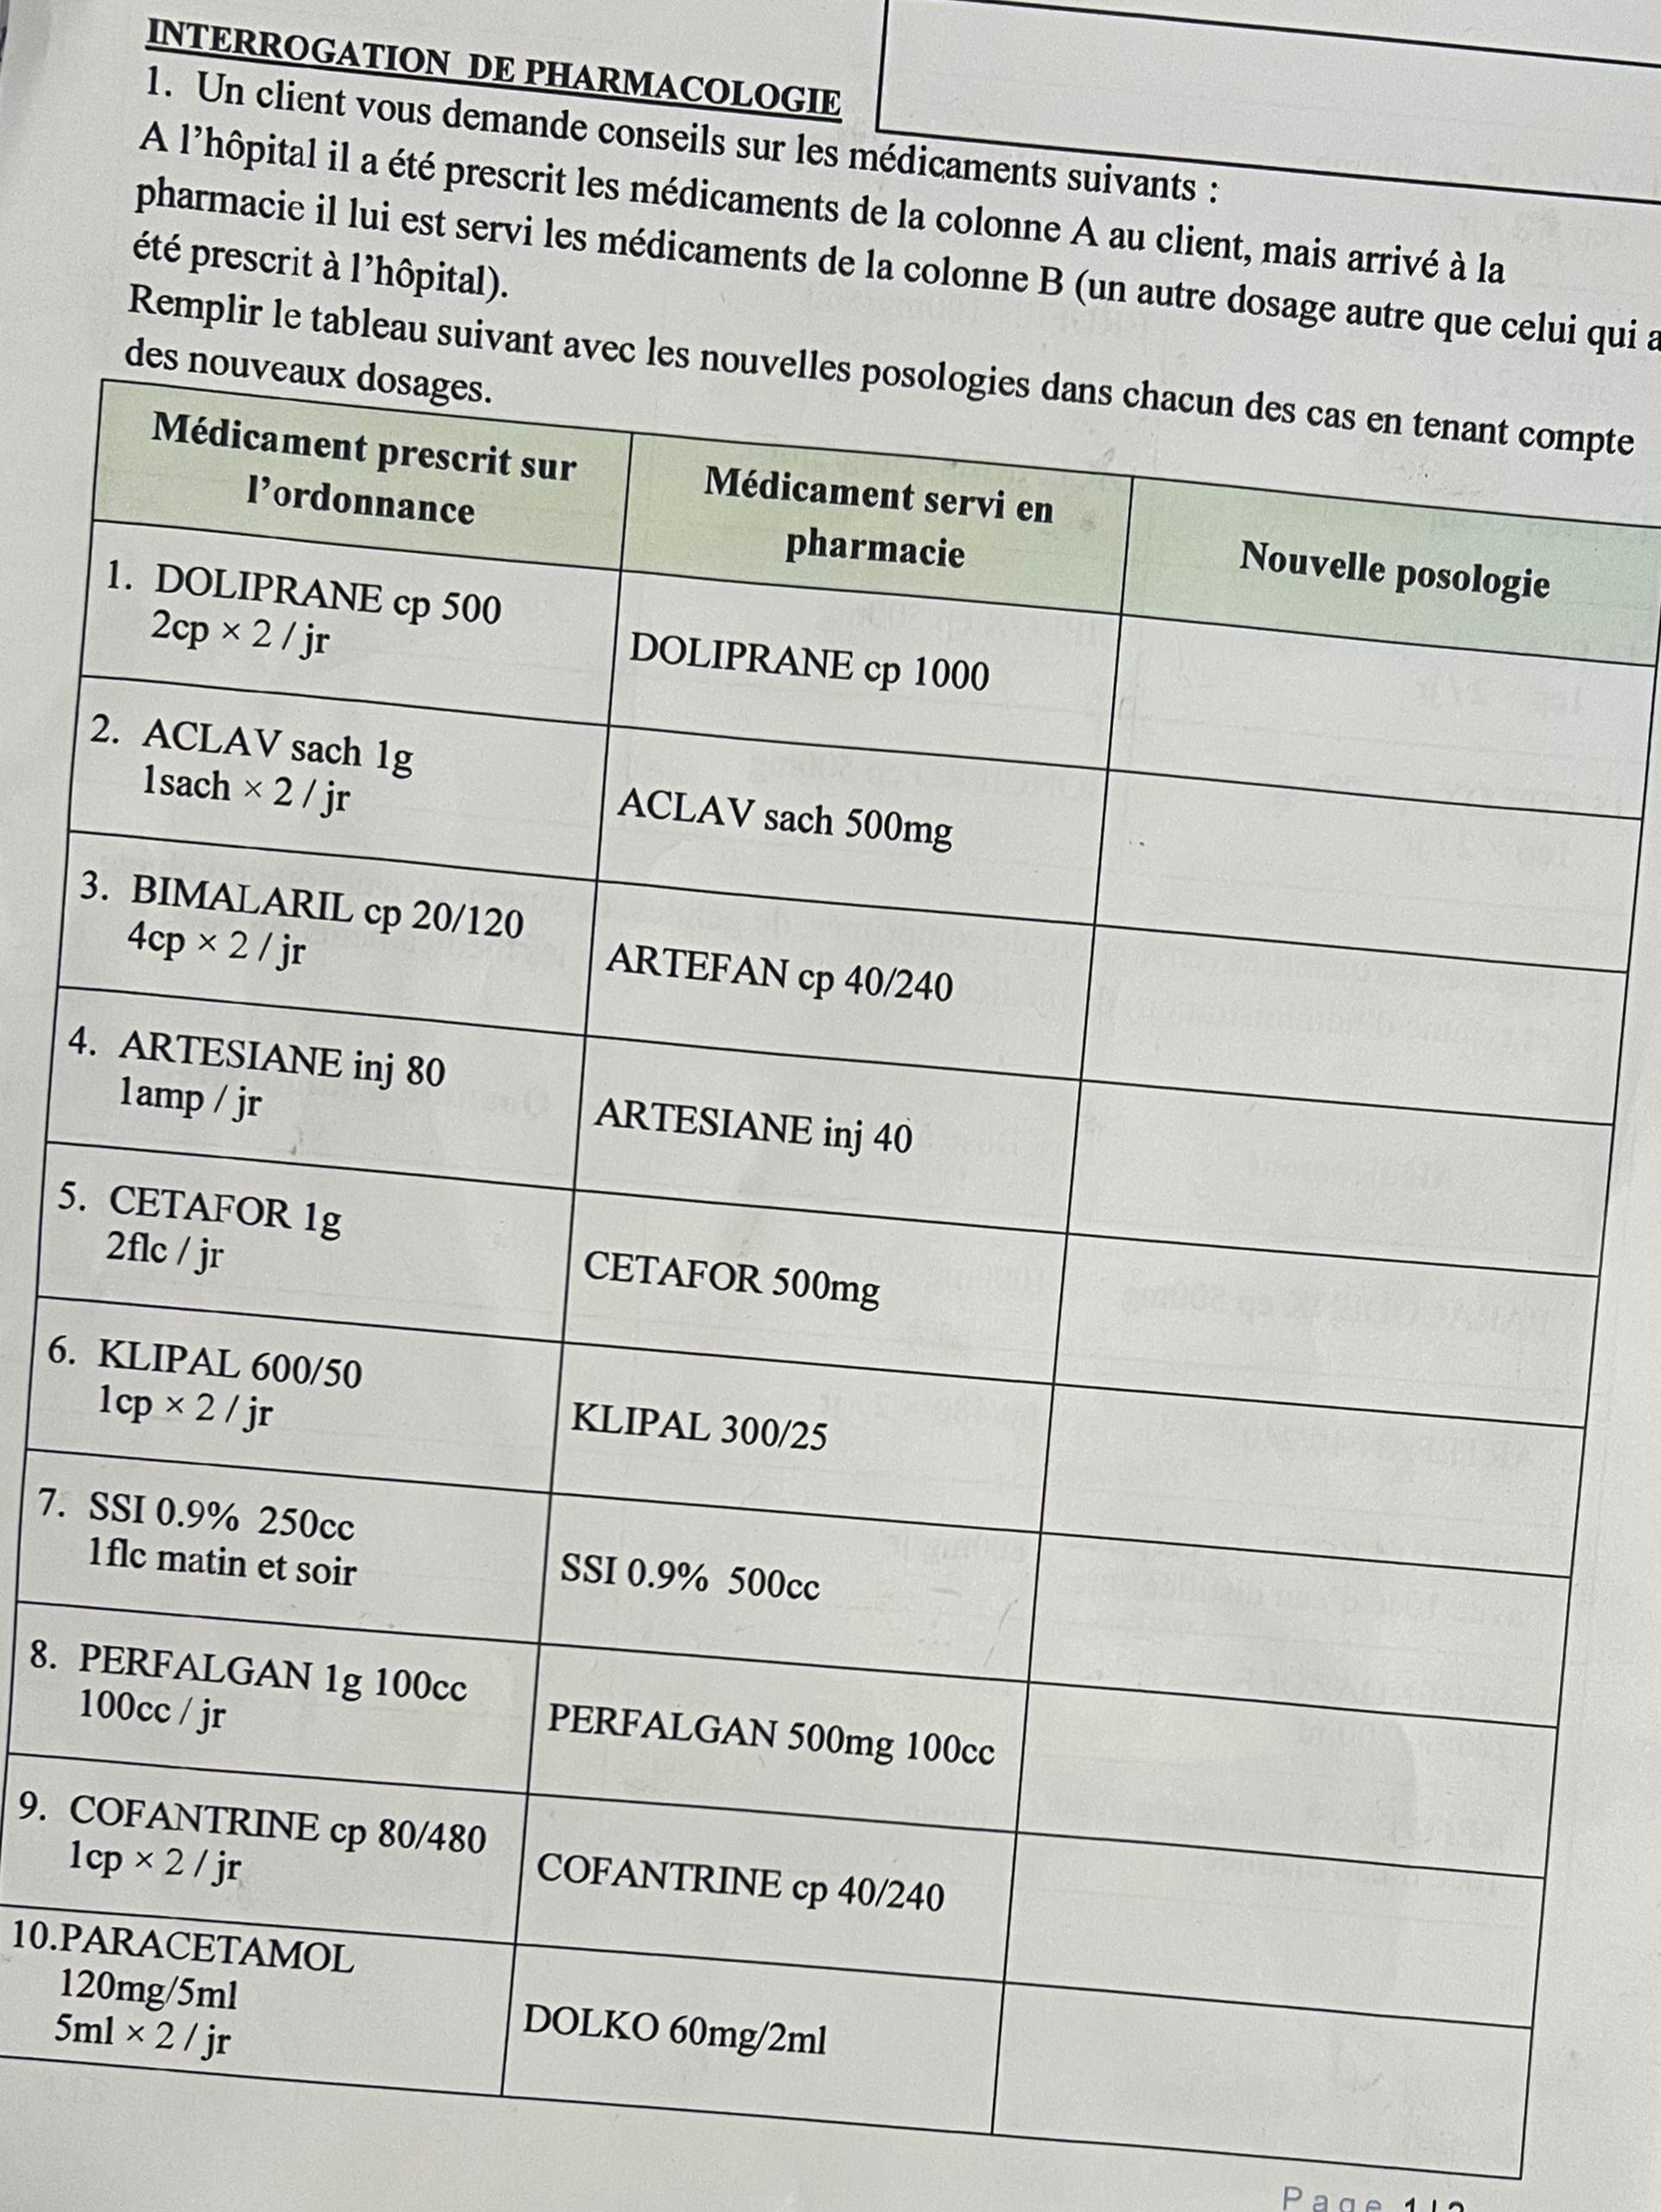 INTERROGATION DE PHARMACOLOGIE
1. Un client vous demande conseils sur les médicaments suivants :
A l’hôpital il a été prescrit les médicaments de la colonne A au client, mais arrivé à la
pharmacie il lui est servi les médicaments de la colonne B (un autre dosage autre que celui qui a
été prescrit à l’hôpital).
Remplir le tableau suivant avec les nouvelles posologies dans chacun des cas en tenant compte
des nouveaux dosages.
Médicament prescrit sur
l’ordonnance
Médicament servi en
pharmacie
Nouvelle posologie
1. DOLIPRANE cp 500
2cp × 2 / jr
DOLIPRANE cp 1000
2. ACLAV sach 1g
1sach × 2 / jr
ACLAV sach 500mg
3. BIMALARIL cp 20/120
4cp × 2 / jr
ARTEFAN cp 40/240
4. ARTESIANE inj 80
1amp / jr
ARTESIANE inj 40
5. CETAFOR 1g
2flc / jr
CETAFOR 500mg
6. KLIPAL 600/50
1cp × 2 / jr
KLIPAL 300/25
7. SSI 0.9% 250cc
1flc matin et soir
SSI 0.9% 500cc
8. PERFALGAN 1g 100cc
100cc / jr
PERFALGAN 500mg 100cc
9. COFANTRINE cp 80/480
1cp × 2 / jr
COFANTRINE cp 40/240
10.PARACETAMOL
120mg/5ml
5ml × 2 / jr
DOLKO 60mg/2ml
Page